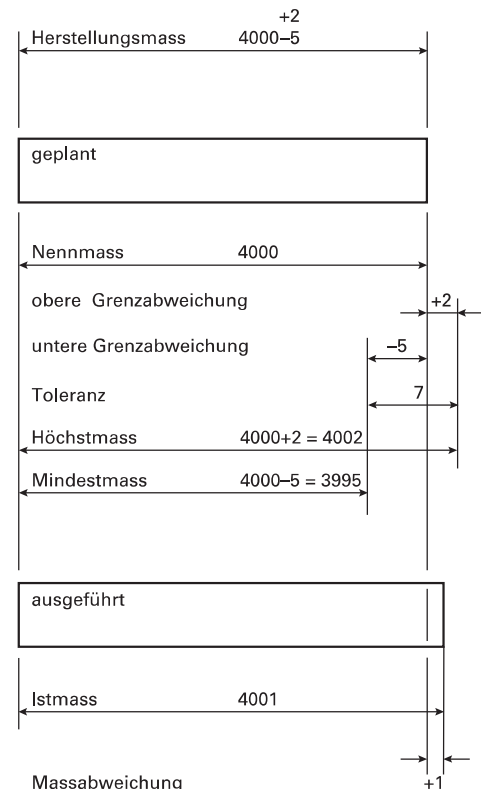 +2
Herstellungsmass 4000–5
geplant
Nennmass 4000
obere Grenzabweichung +2
untere Grenzabweichung –5
Toleranz 7
Höchstmass 4000+2 = 4002
Mindestmass 4000–5 = 3995
ausgeführt
Istmass 4001
Massabweichung +1